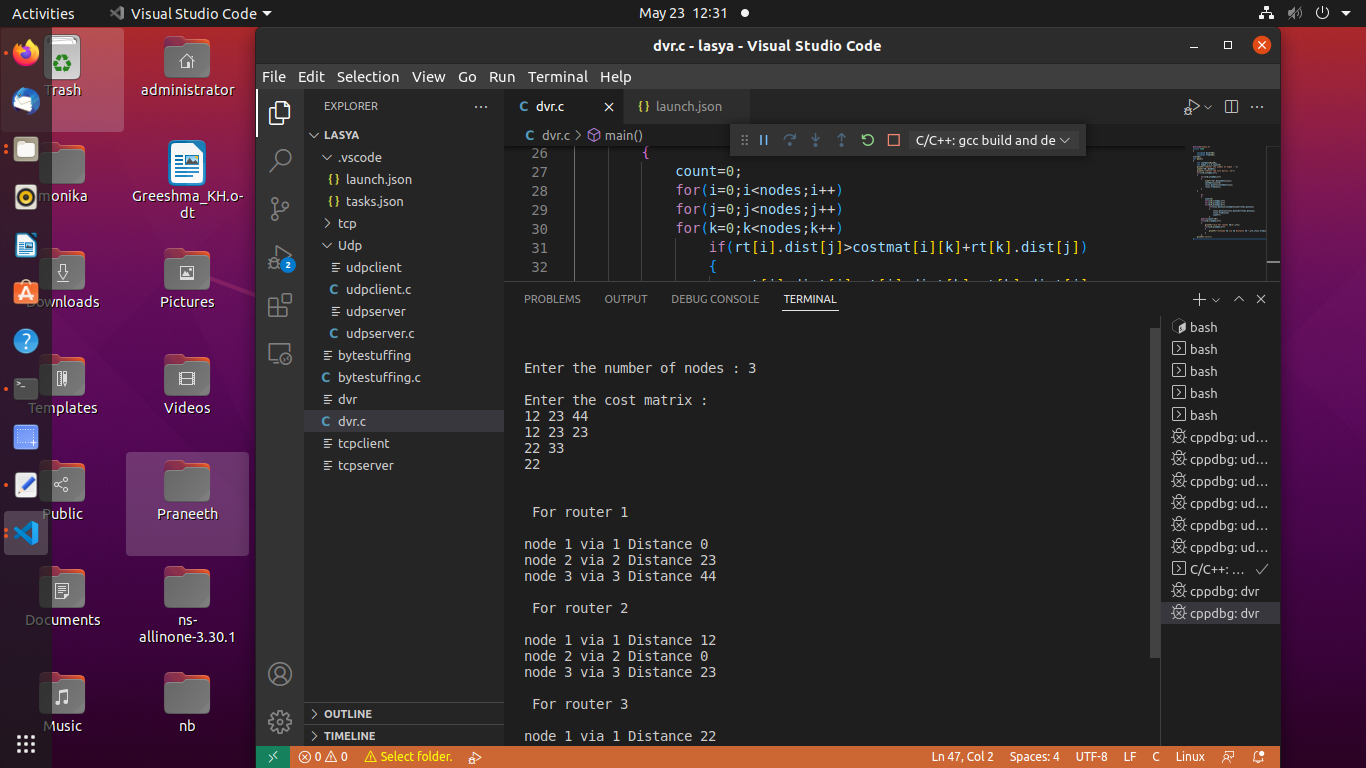 Activities
Visual Studio Code
May 23 12:31
Trash
administrator
monika
Greeshma_KH.o-
dt
Downloads
Pictures
Templates
Videos
Public
Praneeth
Documents
ns-
allinone-3.30.1
Music
nb
dvr.c - lasya - Visual Studio Code
File Edit Selection View Go Run Terminal Help
EXPLORER
LASYA
.vscode
launch.json
tasks.json
tcp
Udp
udpclient
udpclient.c
udpserver
udpserver.c
bytestuffing
bytestuffing.c
dvr
dvr.c
tcpclient
tcpserver
OUTLINE
TIMELINE
2
dvr.c
launch.json
dvr.c > main()
C/C++: gcc build and de
26 {
27 count=0;
28 for(i=0;i<nodes;i++)
29 for(j=0;j<nodes;j++)
30 for(k=0;k<nodes;k++)
31 if(rt[i].dist[j]>costmat[i][k]+rt[k].dist[j])
32 {
PROBLEMS OUTPUT DEBUG CONSOLE TERMINAL
Enter the number of nodes : 3
Enter the cost matrix :
12 23 44
12 23 23
22 33
22
For router 1
node 1 via 1 Distance 0
node 2 via 2 Distance 23
node 3 via 3 Distance 44
For router 2
node 1 via 1 Distance 12
node 2 via 2 Distance 0
node 3 via 3 Distance 23
For router 3
node 1 via 1 Distance 22
bash
bash
bash
bash
bash
cppdbg: ud...
cppdbg: ud...
cppdbg: ud...
cppdbg: ud...
cppdbg: ud...
cppdbg: ud...
C/C++: ...
cppdbg: dvr
cppdbg: dvr
0 0 Select folder.
Ln 47, Col 2 Spaces: 4 UTF-8 LF C Linux